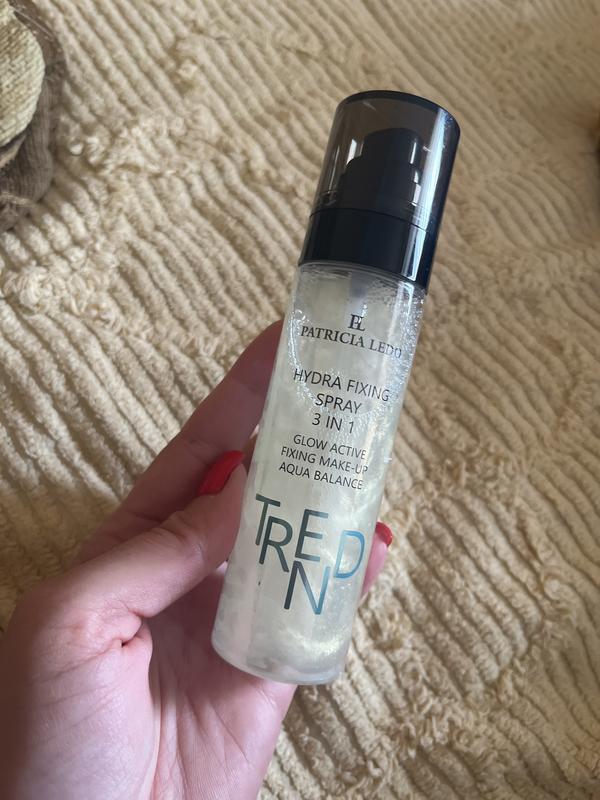 PL
PATRICIA LEDO
HYDRA FIXING
SPRAY
3 IN 1
GLOW ACTIVE
FIXING MAKE-UP
AQUA BALANCE
TREND